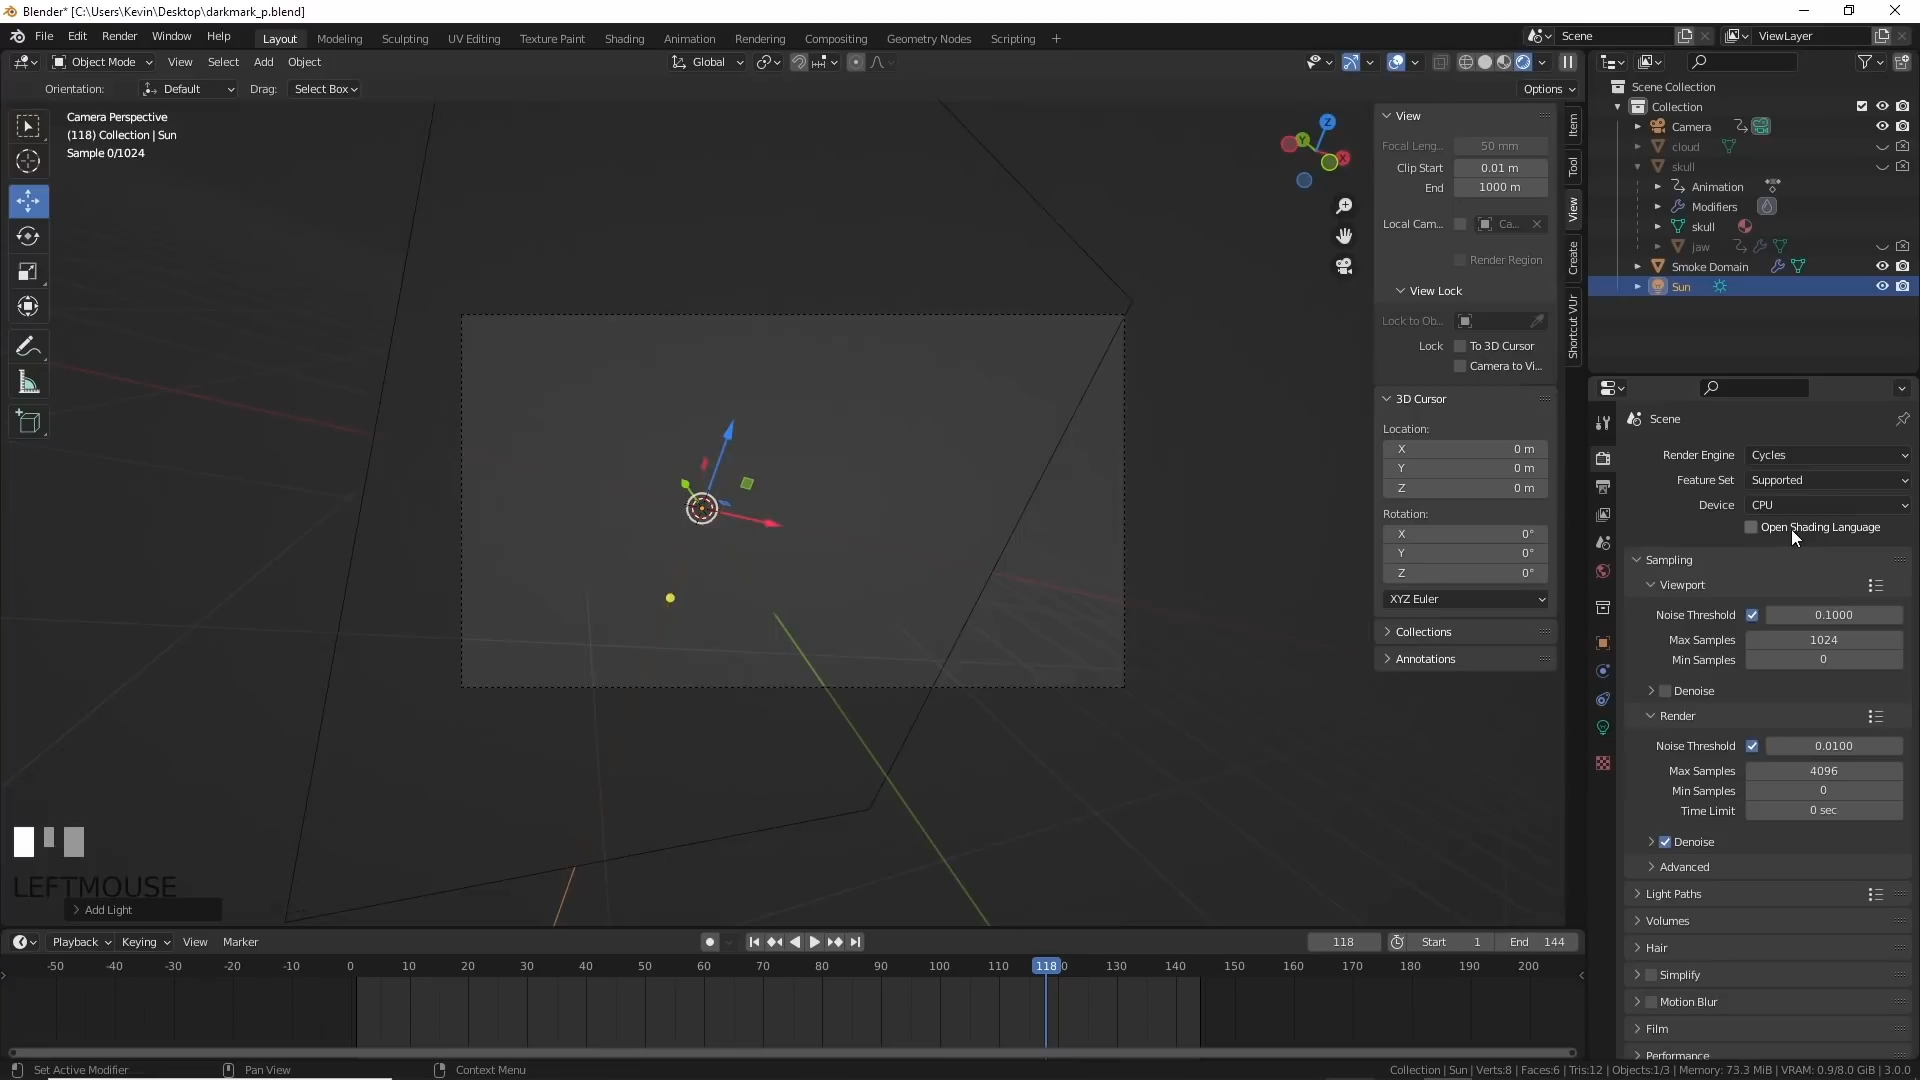 Blender* [C:\Users\Kevin\Desktop\darkmark_p.blend]
File Edit Render Window Help Layout Modeling Sculpting UV Editing Texture Paint Shading Animation Rendering Compositing Geometry Nodes Scripting + Scene ViewLayer
Object Mode View Select Add Object Global
Orientation: Default Drag: Select Box Options
Camera Perspective
(118) Collection | Sun
Sample 0/1024
Z
Y
X
View
Focal Leng... 50 mm
Clip Start 0.01 m
End 1000 m
Local Cam... Ca...
Render Region
View Lock
Lock to Ob...
Lock To 3D Cursor
Camera to Vi...
3D Cursor
Location:
X 0 m
Y 0 m
Z 0 m
Rotation:
X 0°
Y 0°
Z 0°
XYZ Euler
Collections
Annotations
Item
Tool
View
Create
Shortcut VUr
Scene Collection
Collection
Camera
cloud
skull
Animation
Modifiers
skull
jaw
Smoke Domain
Sun
Scene
Render Engine Cycles
Feature Set Supported
Device CPU
Open Shading Language
Sampling
Viewport
Noise Threshold 0.1000
Max Samples 1024
Min Samples 0
Denoise
Render
Noise Threshold 0.0100
Max Samples 4096
Min Samples 0
Time Limit 0 sec
Denoise
Advanced
Light Paths
Volumes
Hair
Simplify
Motion Blur
Film
Performance
LEFTMOUSE
Add Light
Playback Keying View Marker 118 Start 1 End 144
-50 -40 -30 -20 -10 0 10 20 30 40 50 60 70 80 90 100 110 118 0 130 140 150 160 170 180 190 200
Set Active Modifier Pan View Context Menu Collection | Sun | Verts:8 | Faces:6 | Tris:12 | Objects:1/3 | Memory: 73.3 MiB | VRAM: 0.9/8.0 GiB | 3.0.0